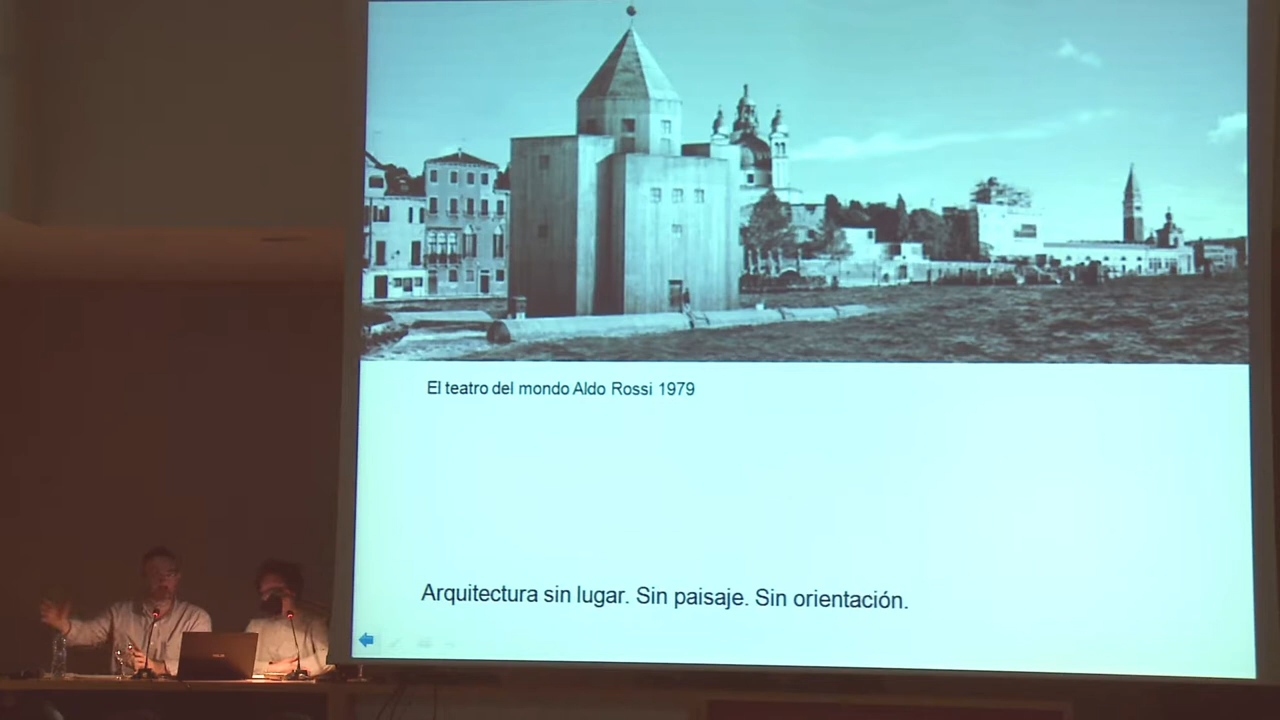 El teatro del mondo Aldo Rossi 1979
Arquitectura sin lugar. Sin paisaje. Sin orientación.